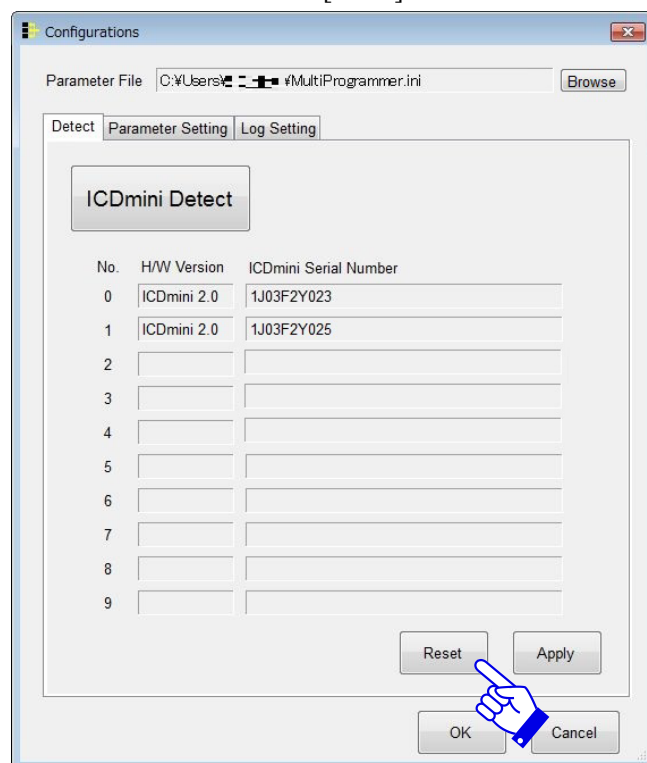 Configurations
Parameter File C:¥Users¥ ¥MultiProgrammer.ini Browse
Detect Parameter Setting Log Setting
ICDmini Detect
No. H/W Version ICDmini Serial Number
0 ICDmini 2.0 1J03F2Y023
1 ICDmini 2.0 1J03F2Y025
2
3
4
5
6
7
8
9
Reset Apply
OK Cancel